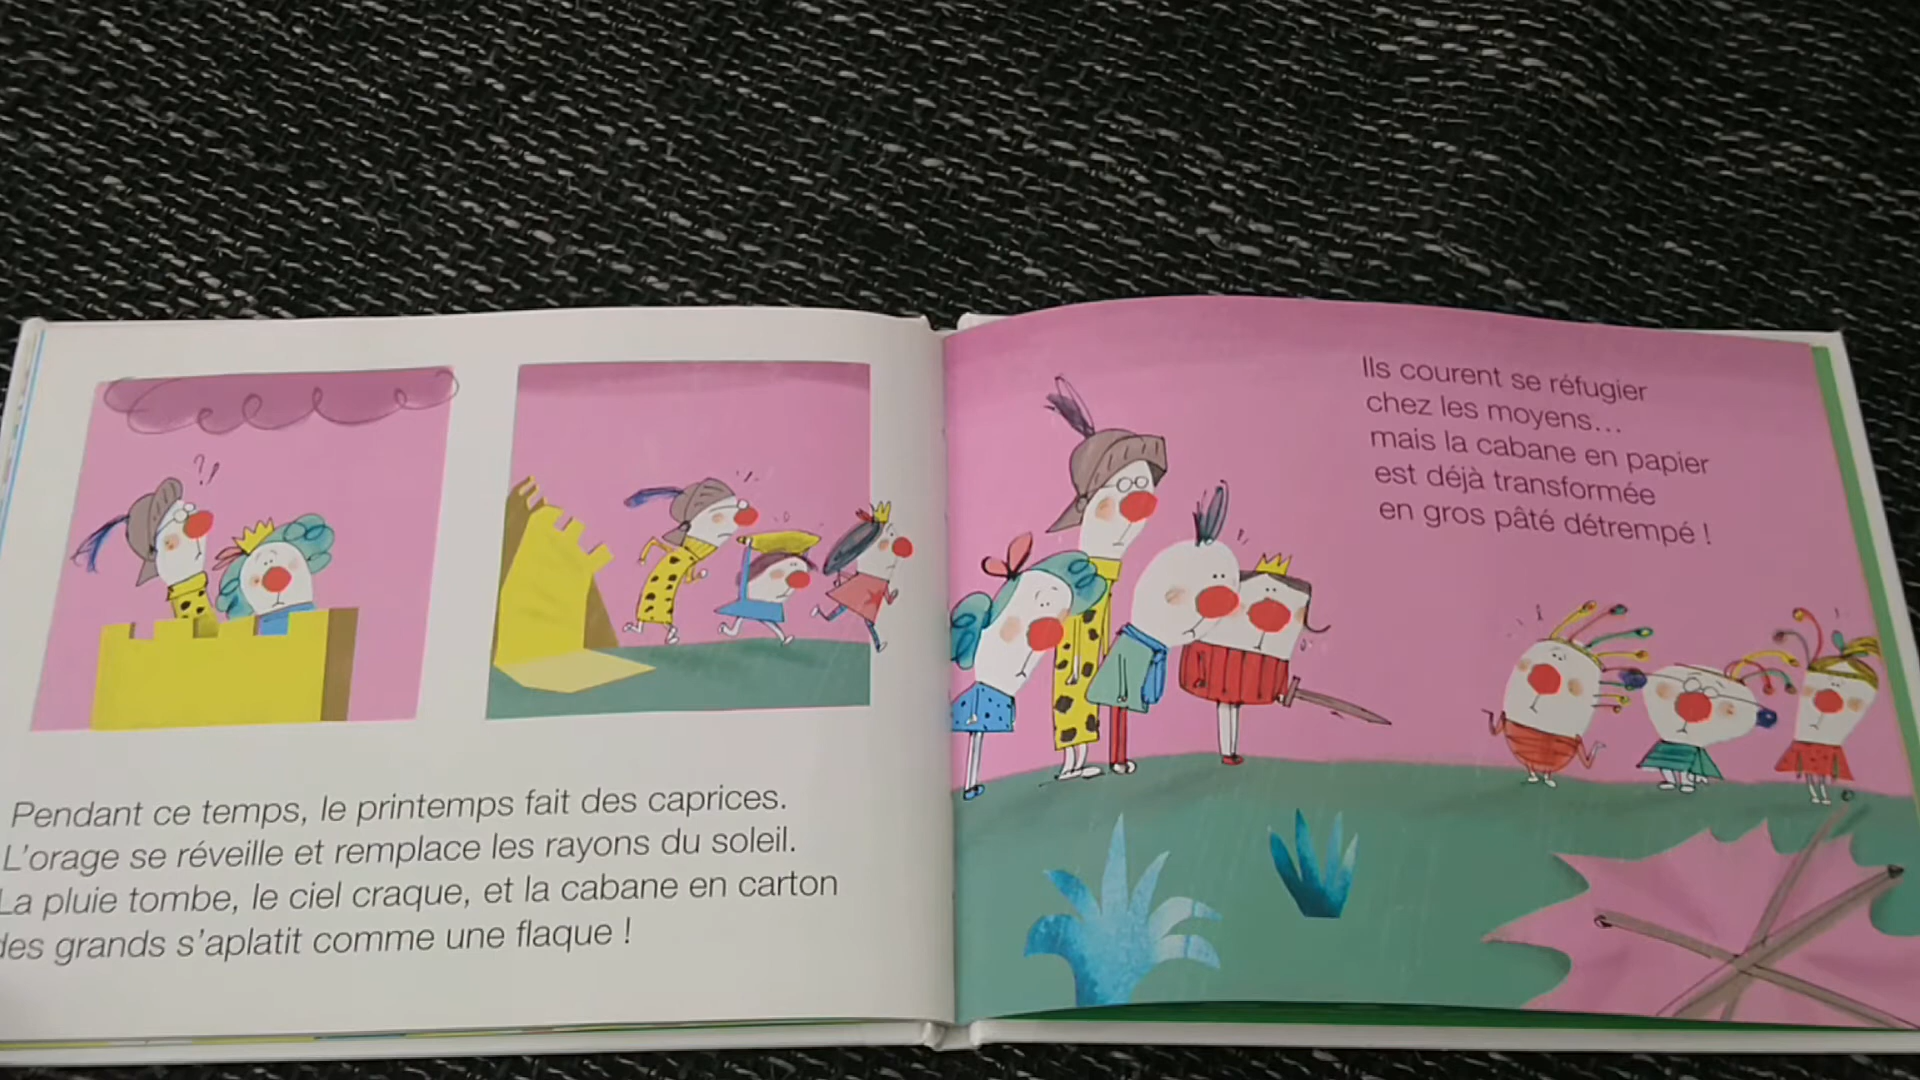 Pendant ce temps, le printemps fait des caprices.
L'orage se réveille et remplace les rayons du soleil.
La pluie tombe, le ciel craque, et la cabane en carton
des grands s'aplatit comme une flaque !
Ils courent se réfugier
chez les moyens...
mais la cabane en papier
est déjà transformée
en gros pâté détrempé !